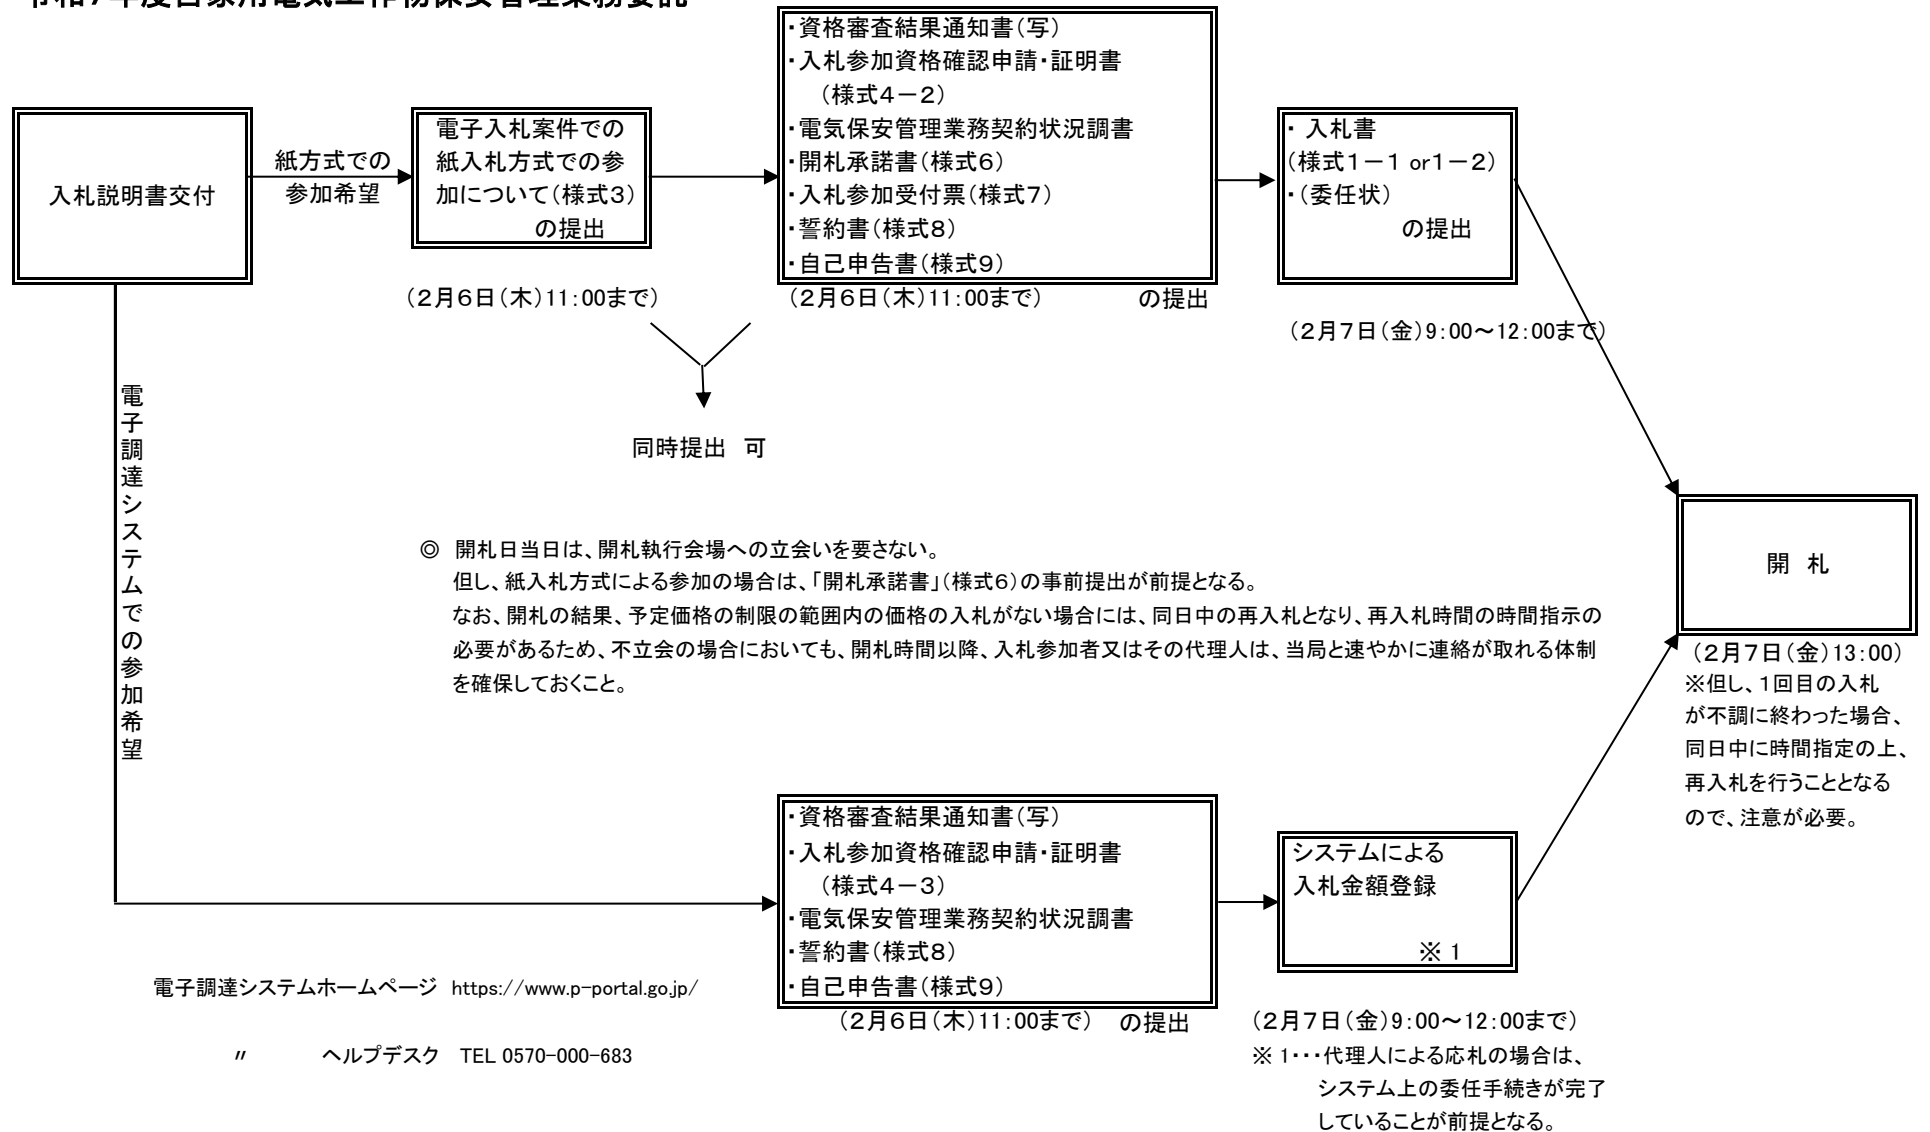 令和7年度自家用電気工作物保安管理業務委託
入札説明書交付
紙方式での
参加希望
電子入札案件での
紙入札方式での参
加について(様式3)
の提出
(2月6日(木)11:00まで)
・資格審査結果通知書(写)
・入札参加資格確認申請・証明書
(様式4-2)
・電気保安管理業務契約状況調書
・開札承諾書(様式6)
・入札参加受付票(様式7)
・誓約書(様式8)
・自己申告書(様式9)
(2月6日(木)11:00まで) の提出
・ 入札書
(様式1-1 or1-2)
・(委任状)
の提出
(2月7日(金)9:00~12:00まで)
同時提出 可
電子調達システムでの参加希望
◎ 開札日当日は、開札執行会場への立会いを要さない。
但し、紙入札方式による参加の場合は、「開札承諾書」(様式6)の事前提出が前提となる。
なお、開札の結果、予定価格の制限の範囲内の価格の入札がない場合には、同日中の再入札となり、再入札時間の時間指示の
必要があるため、不立会の場合においても、開札時間以降、入札参加者又はその代理人は、当局と速やかに連絡が取れる体制
を確保しておくこと。
開 札
(2月7日(金)13:00)
※但し、1回目の入札
が不調に終わった場合、
同日中に時間指定の上、
再入札を行うこととなる
ので、注意が必要。
・資格審査結果通知書(写)
・入札参加資格確認申請・証明書
(様式4-3)
・電気保安管理業務契約状況調書
・誓約書(様式8)
・自己申告書(様式9)
(2月6日(木)11:00まで) の提出
システムによる
入札金額登録
※1
(2月7日(金)9:00~12:00まで)
※1・・・代理人による応札の場合は、
システム上の委任手続きが完了
していることが前提となる。
電子調達システムホームページ https://www.p-portal.go.jp/
〃 ヘルプデスク TEL 0570-000-683